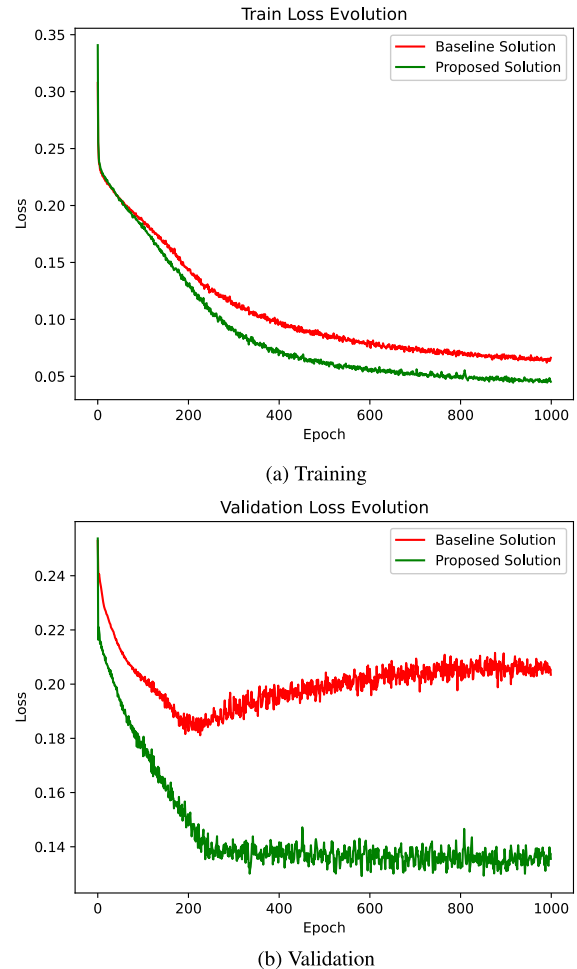 Train Loss Evolution
0.35
0.30
0.25
0.20
0.15
0.10
0.05
Loss
Baseline Solution
Proposed Solution
0 200 400 600 800 1000
Epoch
(a) Training
Validation Loss Evolution
0.24
0.22
0.20
0.18
0.16
0.14
Loss
Baseline Solution
Proposed Solution
0 200 400 600 800 1000
Epoch
(b) Validation